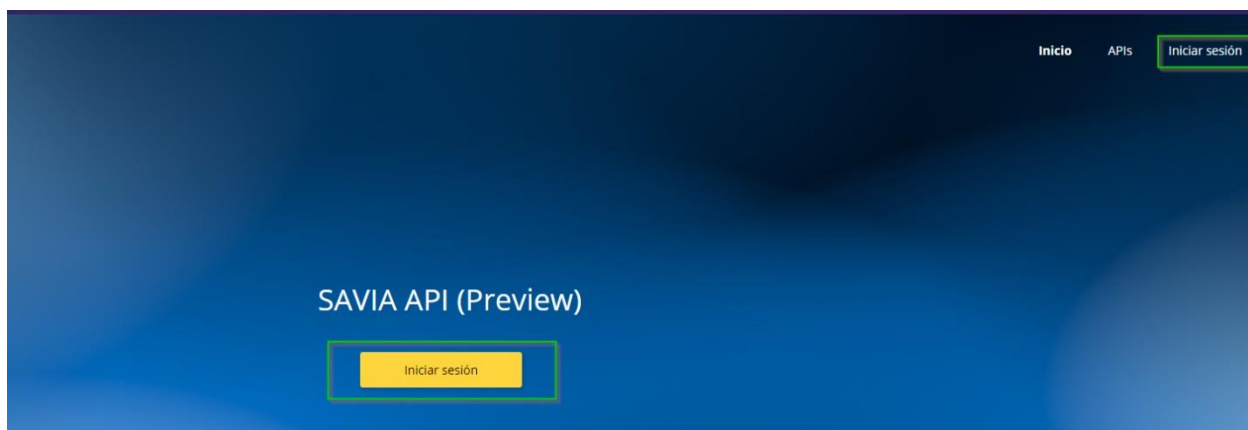 Inicio APIs Iniciar sesión
SAVIA API (Preview)
Iniciar sesión